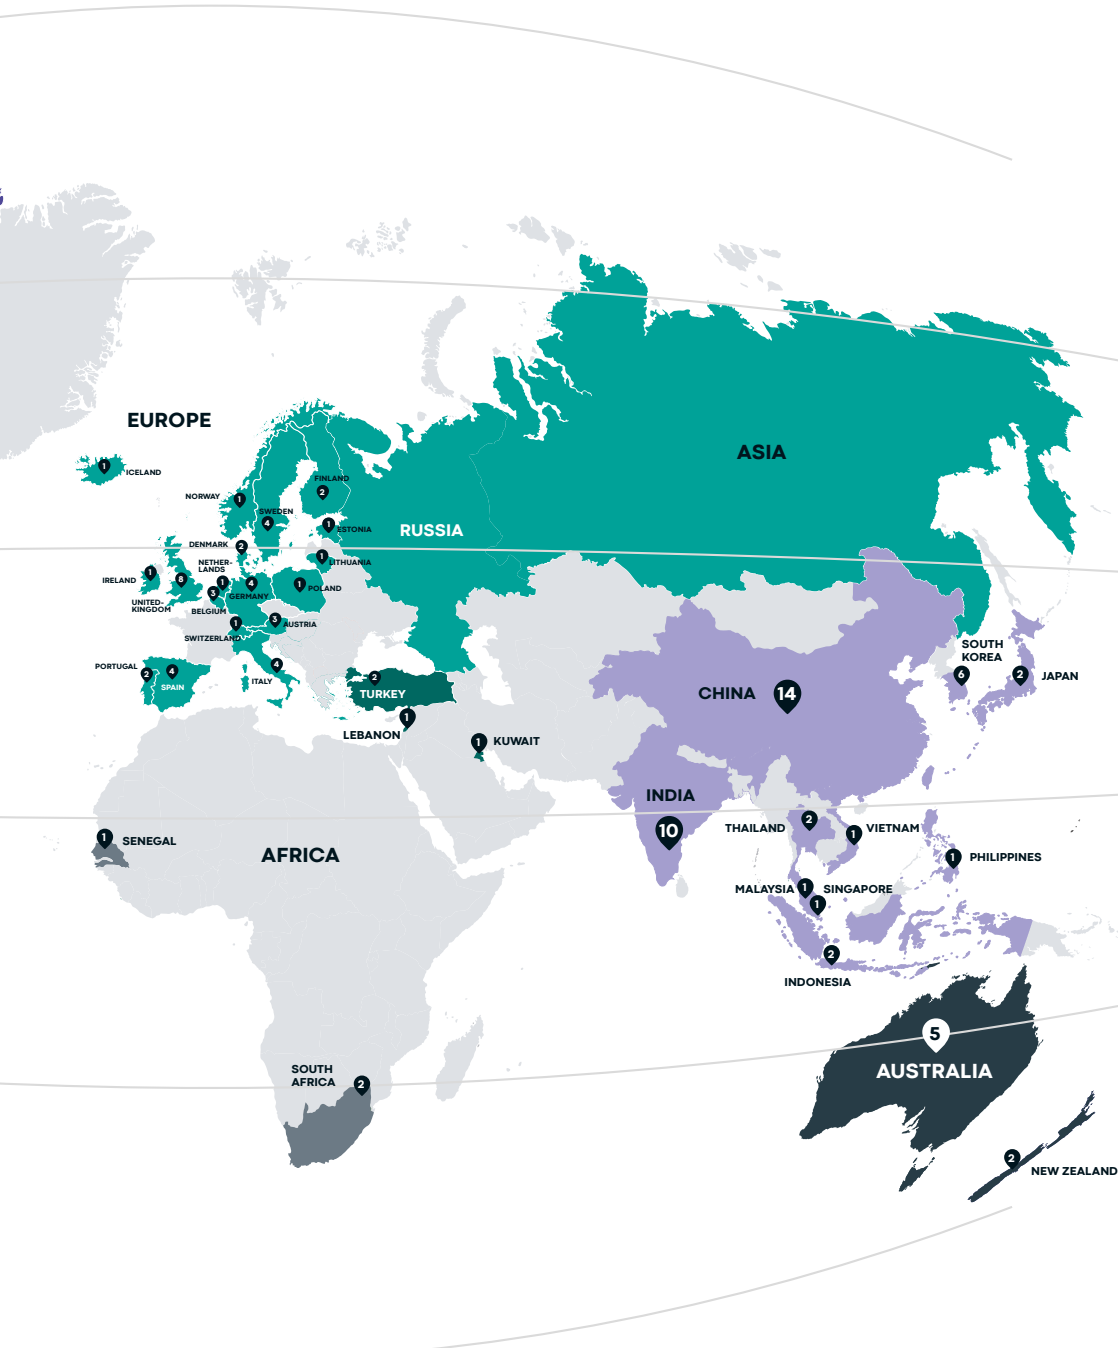 EUROPE
1
ICELAND
ASIA
FINLAND
2
NORWAY
1
SWEDEN
4
1
ESTONIA
RUSSIA
DENMARK
2
1
LITHUANIA
NETHER-
LANDS
1
IRELAND
1
8
UNITED-
KINGDOM
3
BELGIUM
4
GERMANY
1
POLAND
3
AUSTRIA
1
SWITZERLAND
PORTUGAL
2
4
SPAIN
4
ITALY
2
TURKEY
1
LEBANON
1
KUWAIT
CHINA
14
SOUTH
KOREA
6
2
JAPAN
INDIA
10
THAILAND
2
1
VIETNAM
1
PHILIPPINES
MALAYSIA
1
SINGAPORE
1
2
INDONESIA
1
SENEGAL
AFRICA
SOUTH
AFRICA
2
5
AUSTRALIA
2
NEW ZEALAND